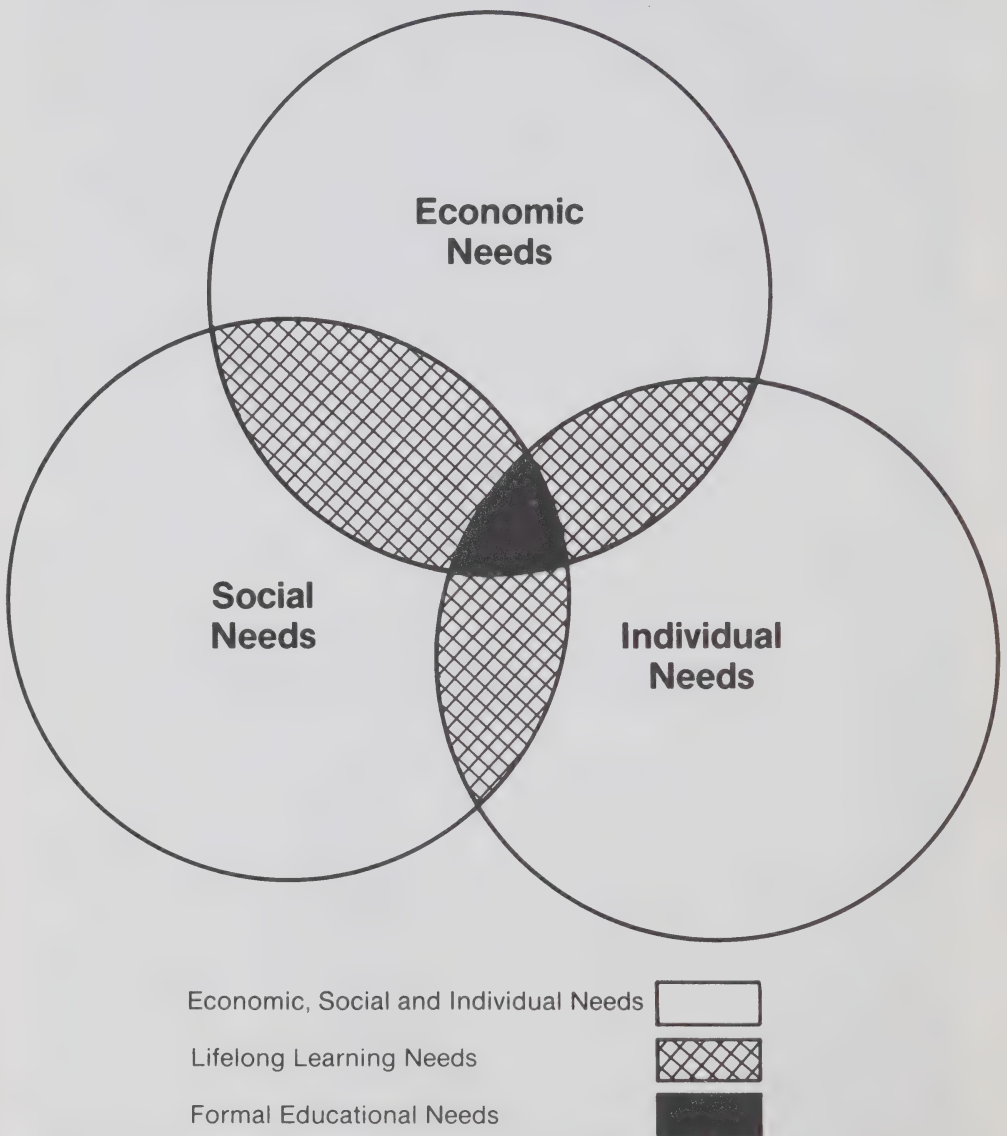 Economic
Needs
Social
Needs
Individual
Needs
Economic, Social and Individual Needs
Lifelong Learning Needs
Formal Educational Needs